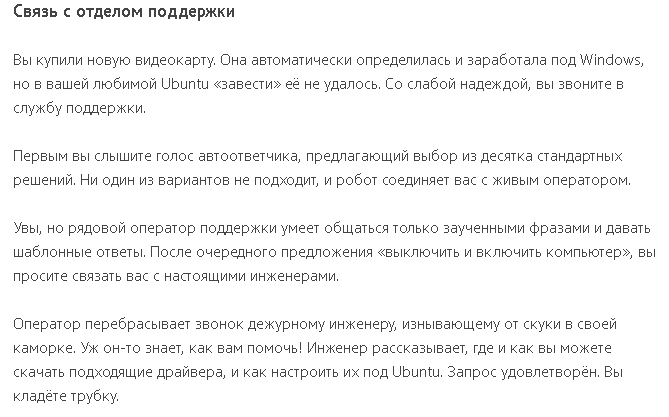 Связь с отделом поддержки
Вы купили новую видеокарту. Она автоматически определилась и заработала под Windows,
но в вашей любимой Ubuntu «завести» её не удалось. Со слабой надеждой, вы звоните в
службу поддержки.
Первым вы слышите голос автоответчика, предлагающий выбор из десятка стандартных
решений. Ни один из вариантов не подходит, и робот соединяет вас с живым оператором.
Увы, но рядовой оператор поддержки умеет общаться только заученными фразами и давать
шаблонные ответы. После очередного предложения «выключить и включить компьютер», вы
просите связать вас с настоящими инженерами.
Оператор перебрасывает звонок дежурному инженеру, изнывающему от скуки в своей
каморке. Уж он-то знает, как вам помочь! Инженер рассказывает, где и как вы можете
скачать подходящие драйвера, и как настроить их под Ubuntu. Запрос удовлетворён. Вы
кладёте трубку.